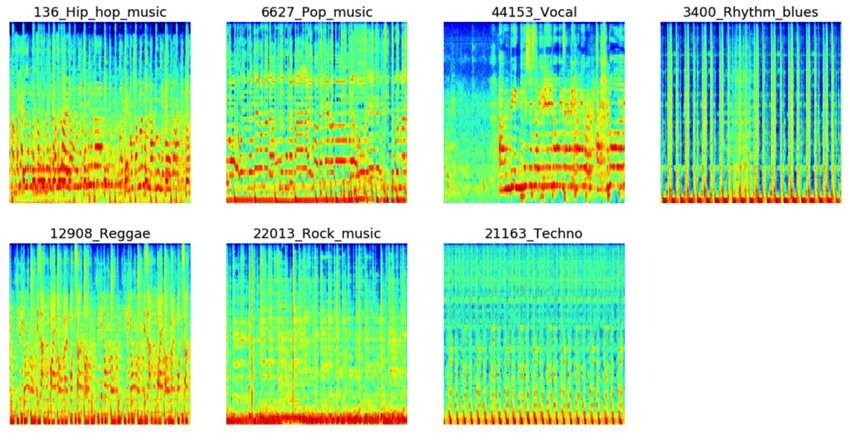 136_Hip_hop_music 6627_Pop_music 44153_Vocal 3400_Rhythm_blues
12908_Reggae 22013_Rock_music 21163_Techno